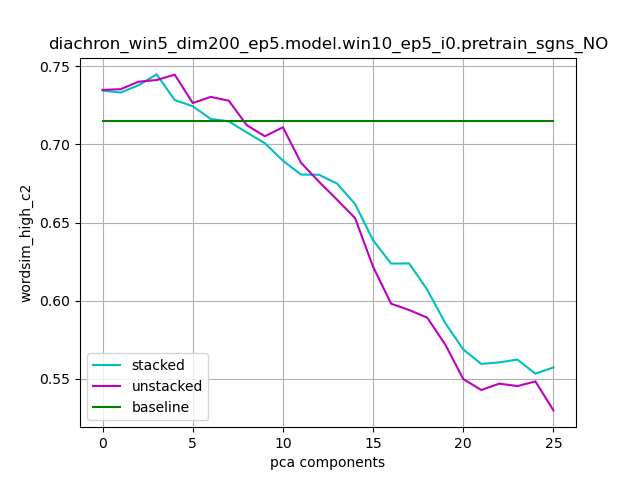 diachron_win5_dim200_ep5.model.win10_ep5_i0.pretrain_sgns_NO
0.75
0.70
0.65
0.60
0.55
wordsim_high_c2
stacked
unstacked
baseline
0 5 10 15 20 25
pca components